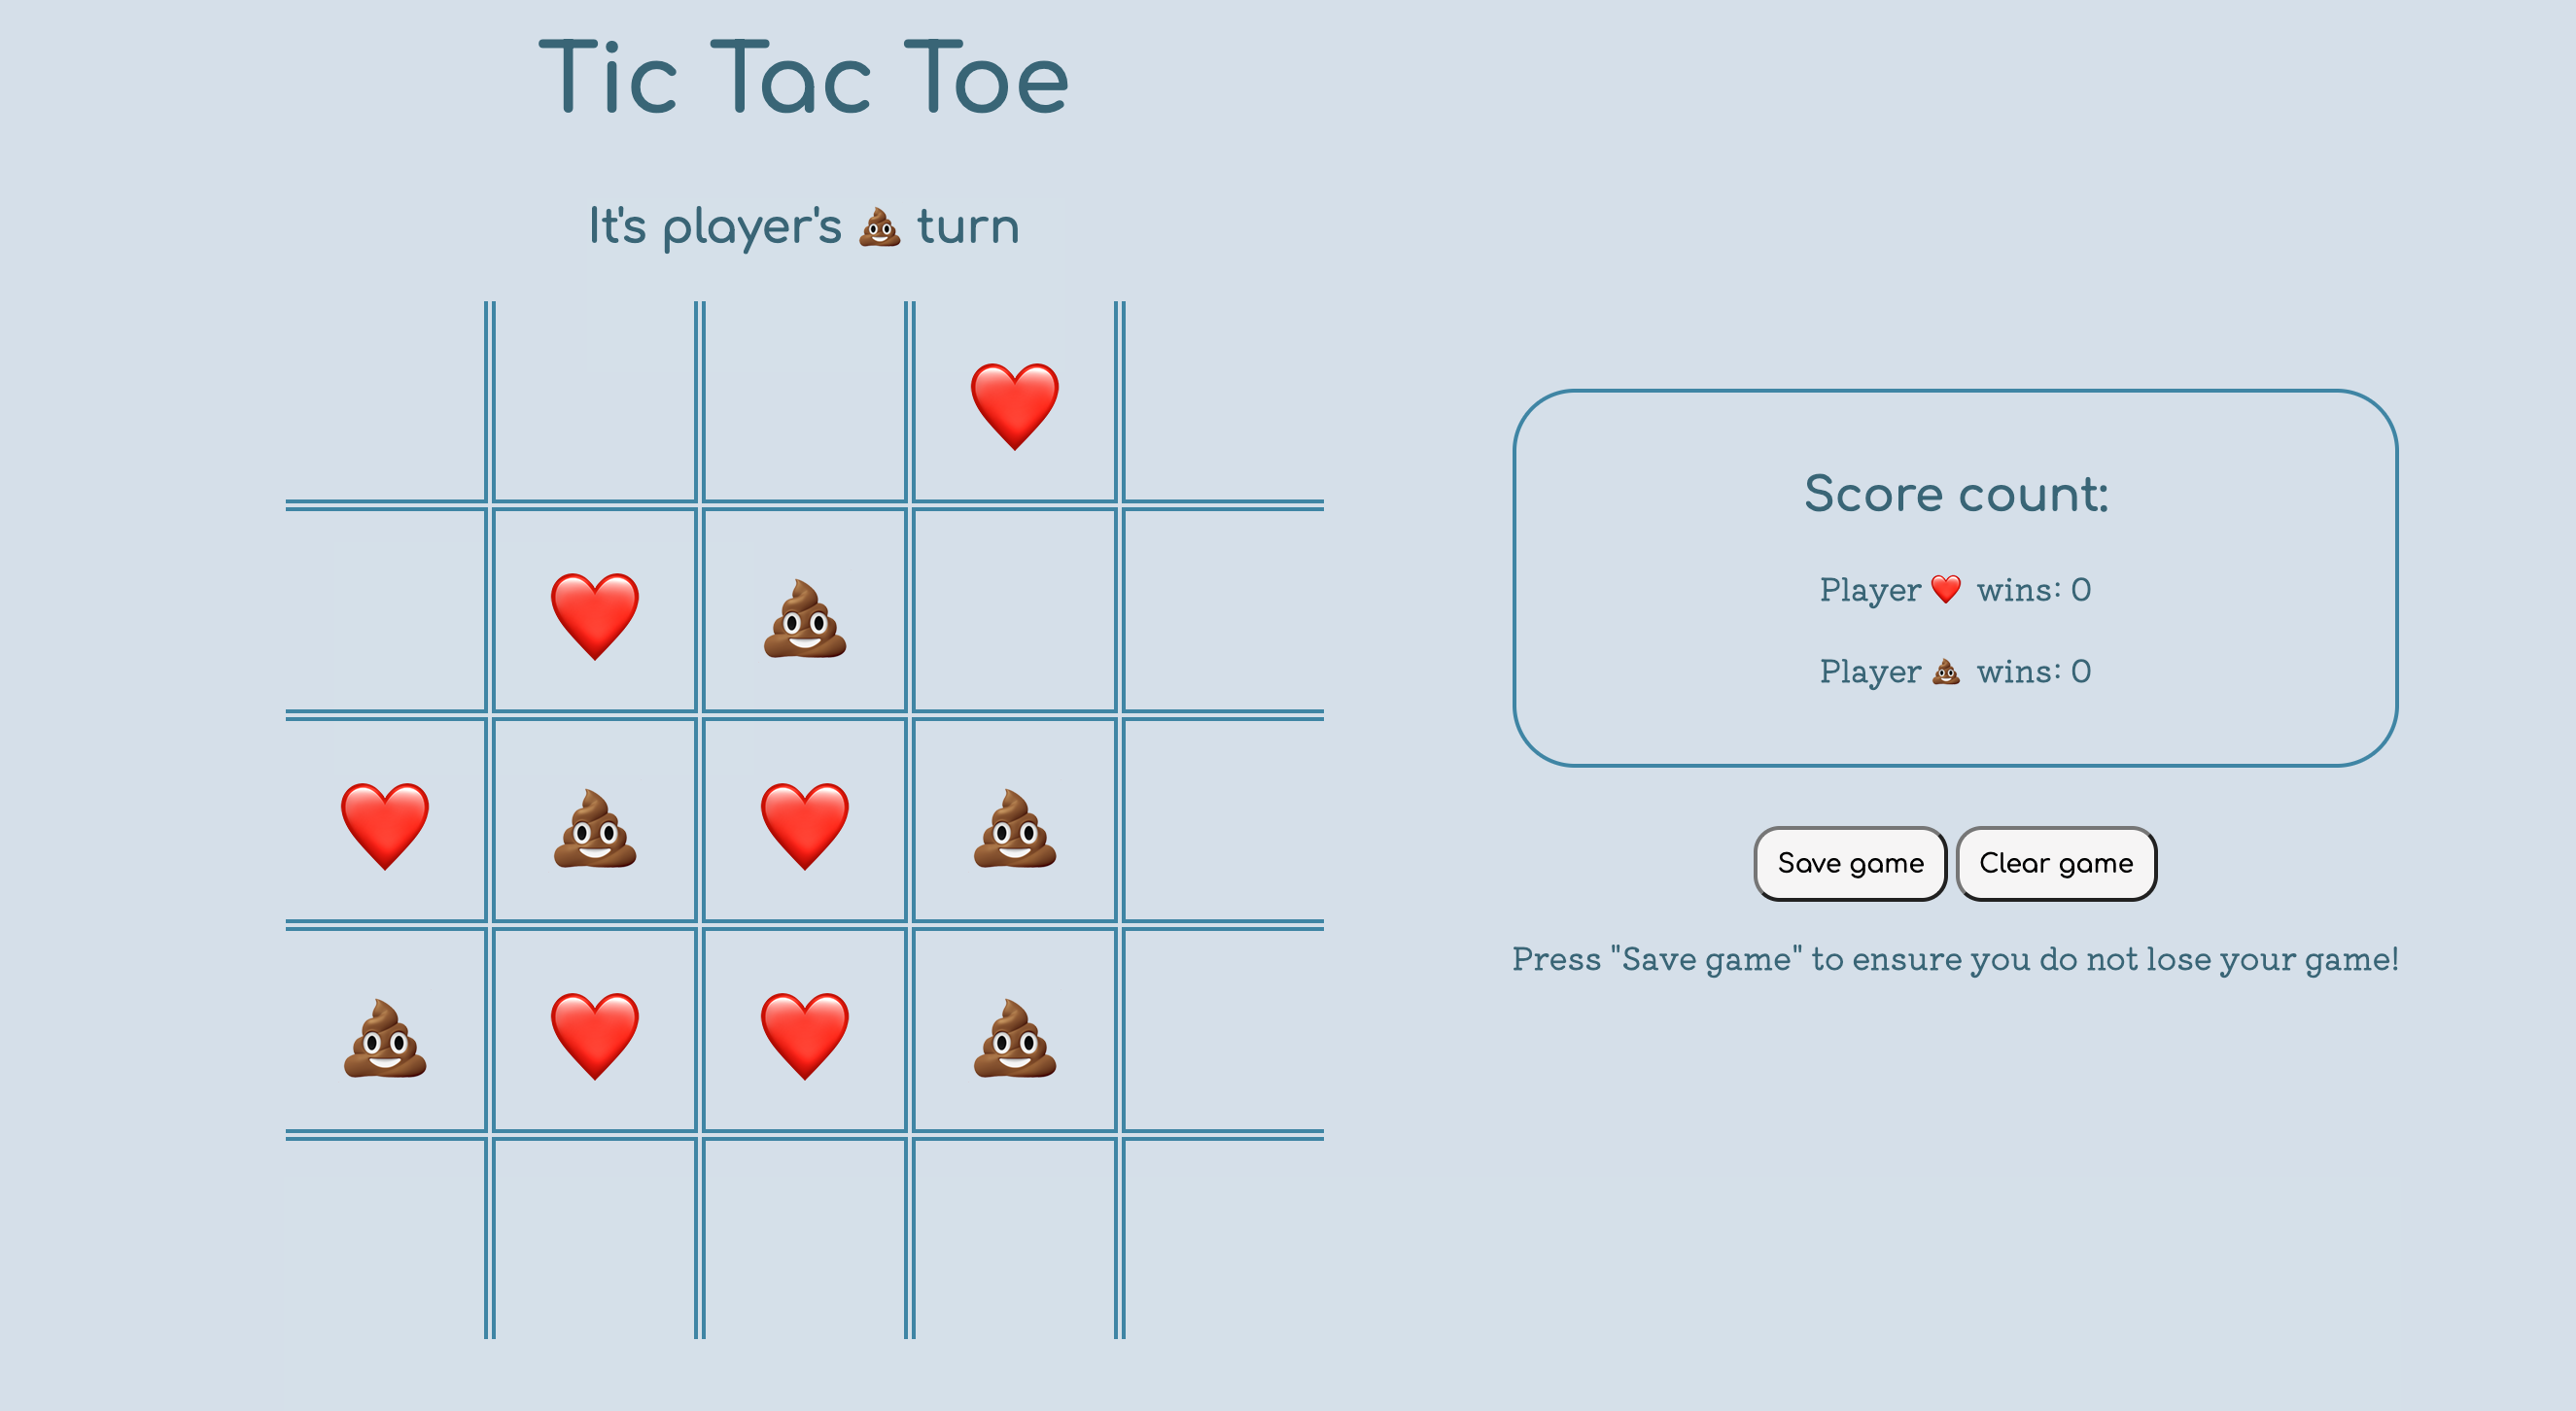 Tic Tac Toe
It's player's 💩 turn
Score count:
Player ❤️ wins: 0
Player 💩 wins: 0
Save game
Clear game
Press "Save game" to ensure you do not lose your game!